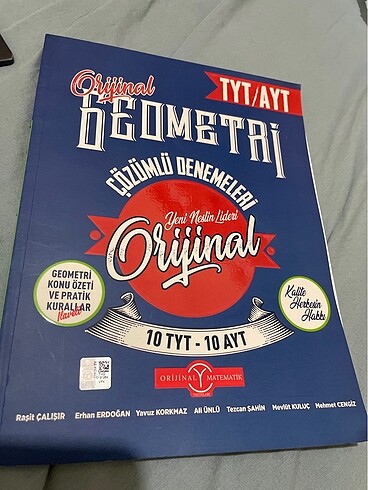 Orijinal
TYT/AYT
GEOMETRİ
ÇÖZÜMLÜ DENEMELERİ
Yeni Neslin Lideri
Orijinal
GEOMETRİ
KONU ÖZETİ
VE PRATİK
KURALLAR
İlaveli
Kalite
Herkesin
Hakkı
10 TYT - 10 AYT
ORİJİNAL MATEMATİK
Raşit ÇALIŞIR Erhan ERDOĞAN Yavuz KORKMAZ Ali ÜNLÜ Tezcan ŞAHİN Mevlüt KULUÇ Mehmet CENGİZ